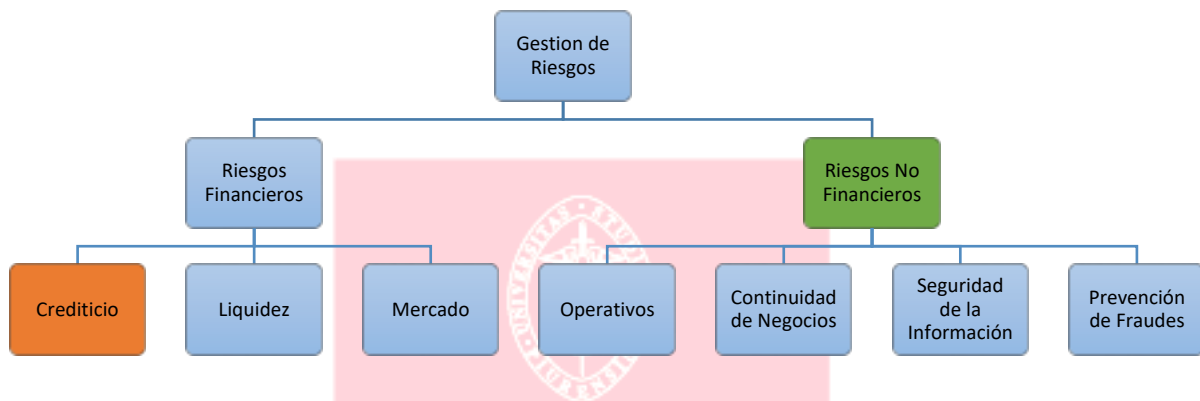 Gestion de
Riesgos
Riesgos
Financieros
Riesgos No
Financieros
Crediticio
Liquidez
Mercado
Operativos
Continuidad
de Negocios
Seguridad
de la
Información
Prevención
de Fraudes
UNIVERSITAS